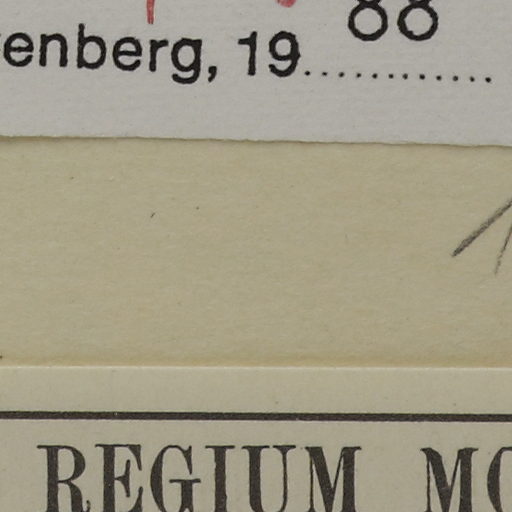 enberg, 19 88
REGIUM MO